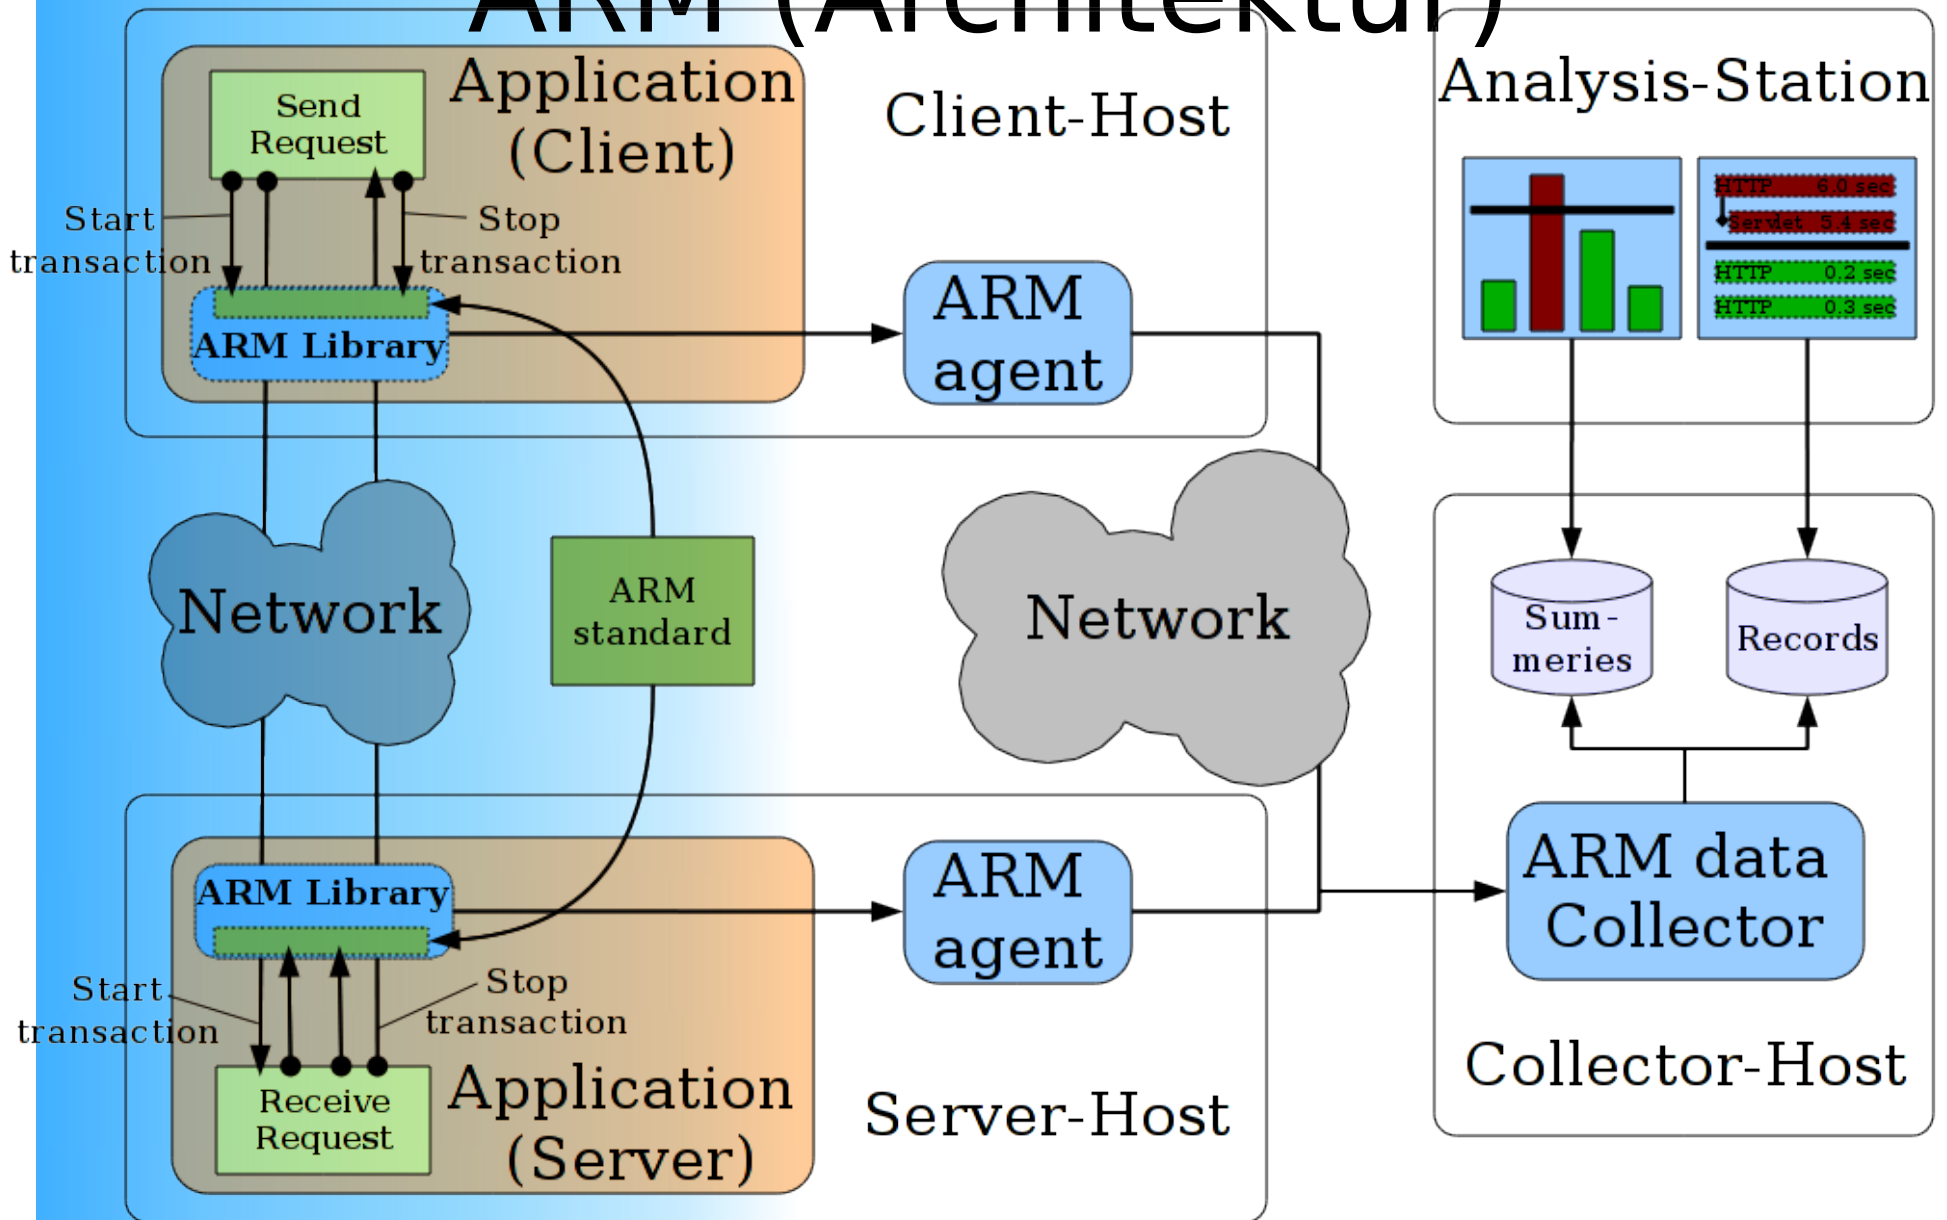 ARM (Architektur)
Application
(Client)
Send
Request
Start
transaction
Stop
transaction
ARM Library
Client-Host
ARM
agent
Analysis-Station
HTTP 6.0 sec
Servlet 5.4 sec
HTTP 0.2 sec
HTTP 0.3 sec
Network
ARM
standard
Network
Sum-
meries
Records
ARM Library
Start
transaction
Stop
transaction
Receive
Request
Application
(Server)
ARM
agent
Server-Host
ARM data
Collector
Collector-Host